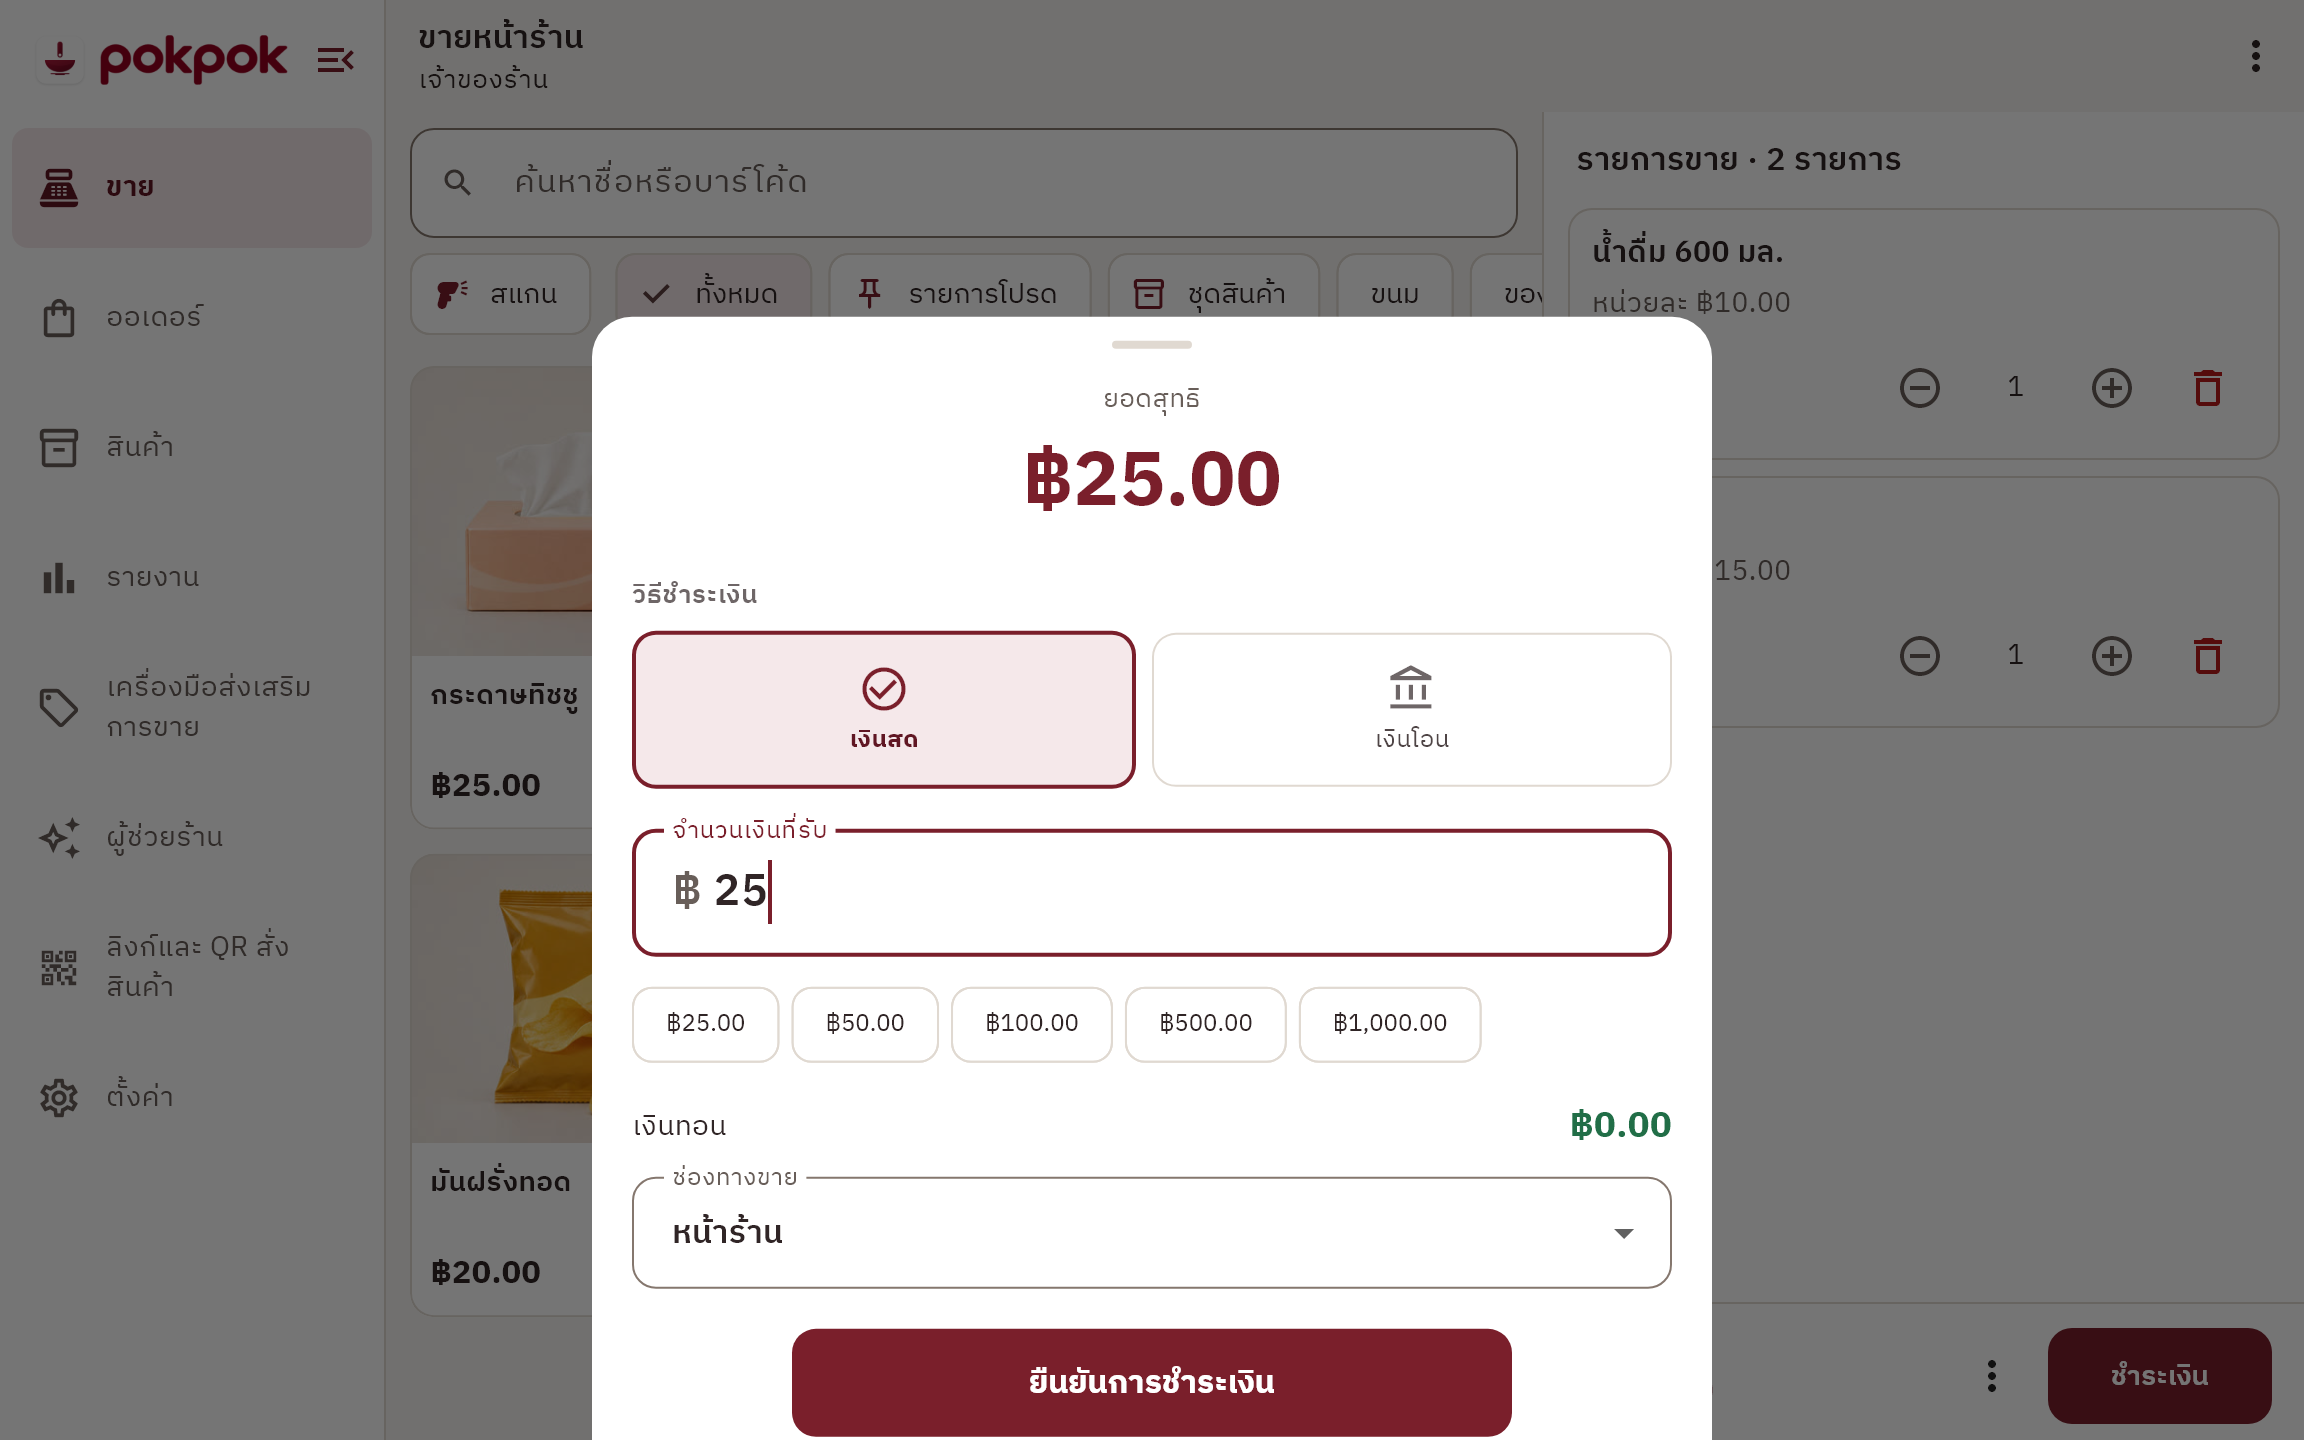 pokpok
ขาย
ออเดอร์
สินค้า
รายงาน
เครื่องมือส่งเสริม
การขาย
ผู้ช่วยร้าน
ลิงก์และ QR สั่ง
สินค้า
ตั้งค่า
ขายหน้าร้าน
เจ้าของร้าน
ค้นหาชื่อหรือบาร์โค้ด
สแกน
ทั้งหมด
รายการโปรด
ชุดสินค้า
ขนม
กระดาษทิชชู
฿25.00
มันฝรั่งทอด
฿20.00
รายการขาย · 2 รายการ
น้ำดื่ม 600 มล.
หน่วยละ ฿10.00
1
15.00
1
ชำระเงิน
ยอดสุทธิ
฿25.00
วิธีชำระเงิน
เงินสด
เงินโอน
จำนวนเงินที่รับ
฿ 25
฿25.00
฿50.00
฿100.00
฿500.00
฿1,000.00
เงินทอน
฿0.00
ช่องทางขาย
หน้าร้าน
ยืนยันการชำระเงิน